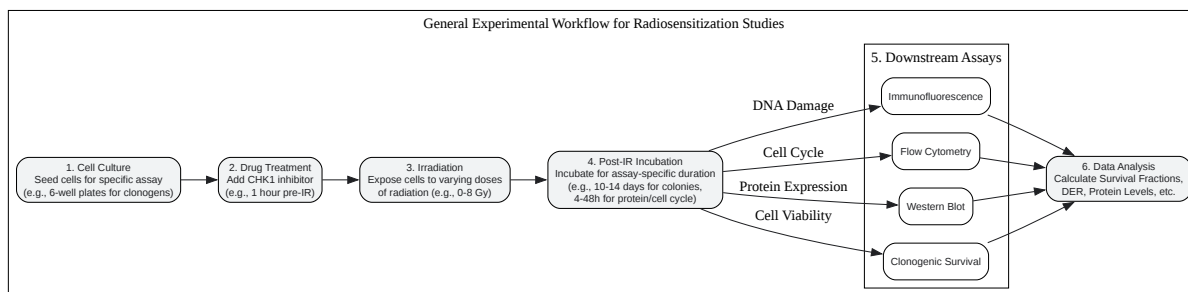 General Experimental Workflow for Radiosensitization Studies
1. Cell Culture
Seed cells for specific assay
(e.g., 6-well plates for clonogens)
2. Drug Treatment
Add CHK1 inhibitor
(e.g., 1 hour pre-IR)
3. Irradiation
Expose cells to varying doses
of radiation (e.g., 0-8 Gy)
4. Post-IR Incubation
Incubate for assay-specific duration
(e.g., 10-14 days for colonies,
4-48h for protein/cell cycle)
DNA Damage
Cell Cycle
Protein Expression
Cell Viability
5. Downstream Assays
Immunofluorescence
Flow Cytometry
Western Blot
Clonogenic Survival
6. Data Analysis
Calculate Survival Fractions,
DER, Protein Levels, etc.